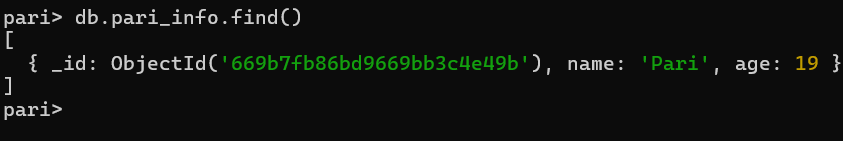 pari> db.pari_info.find()
[
  { _id: ObjectId('669b7fb86bd9669bb3c4e49b'), name: 'Pari', age: 19 }
]
pari>